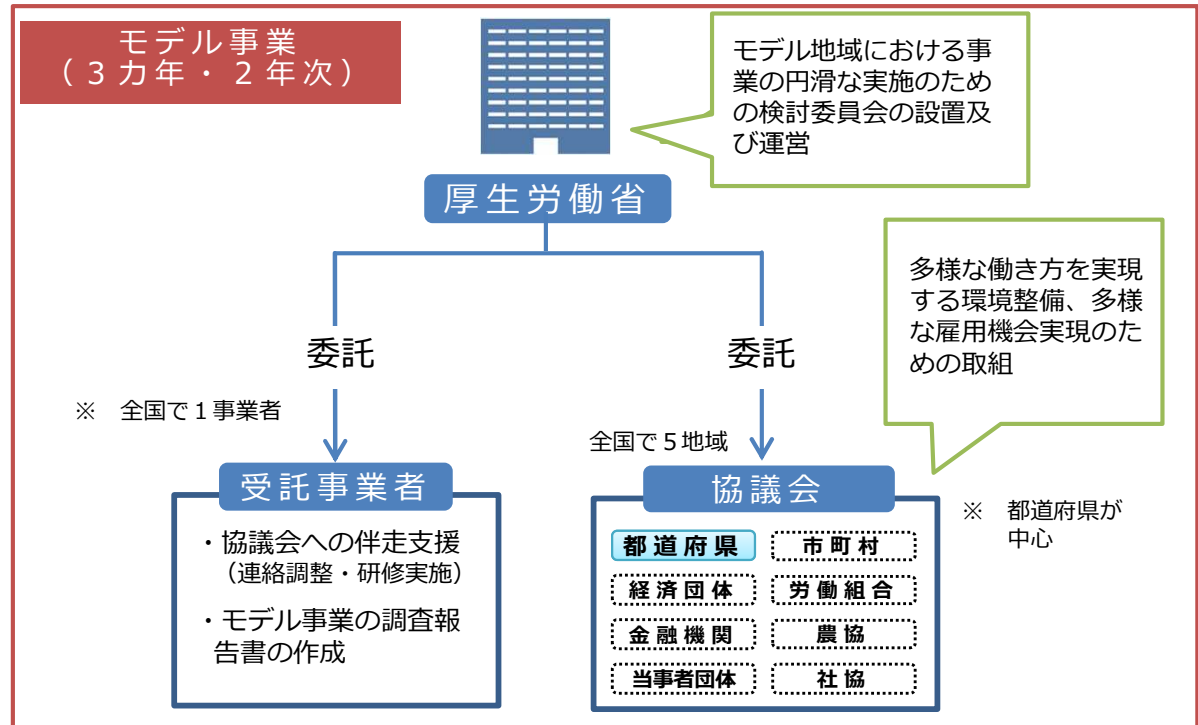 モデル事業
(3カ年・2年次)
モデル地域における事
業の円滑な実施のため
の検討委員会の設置及
び運営
厚生労働省
多様な働き方を実現
する環境整備、多様
な雇用機会実現のた
めの取組
委託
委託
※ 全国で1事業者
全国で5地域
受託事業者
・協議会への伴走支援
(連絡調整・研修実施)
・モデル事業の調査報
告書の作成
協議会
都道府県
市町村
経済団体
労働組合
金融機関
農協
当事者団体
社協
※ 都道府県が
中心